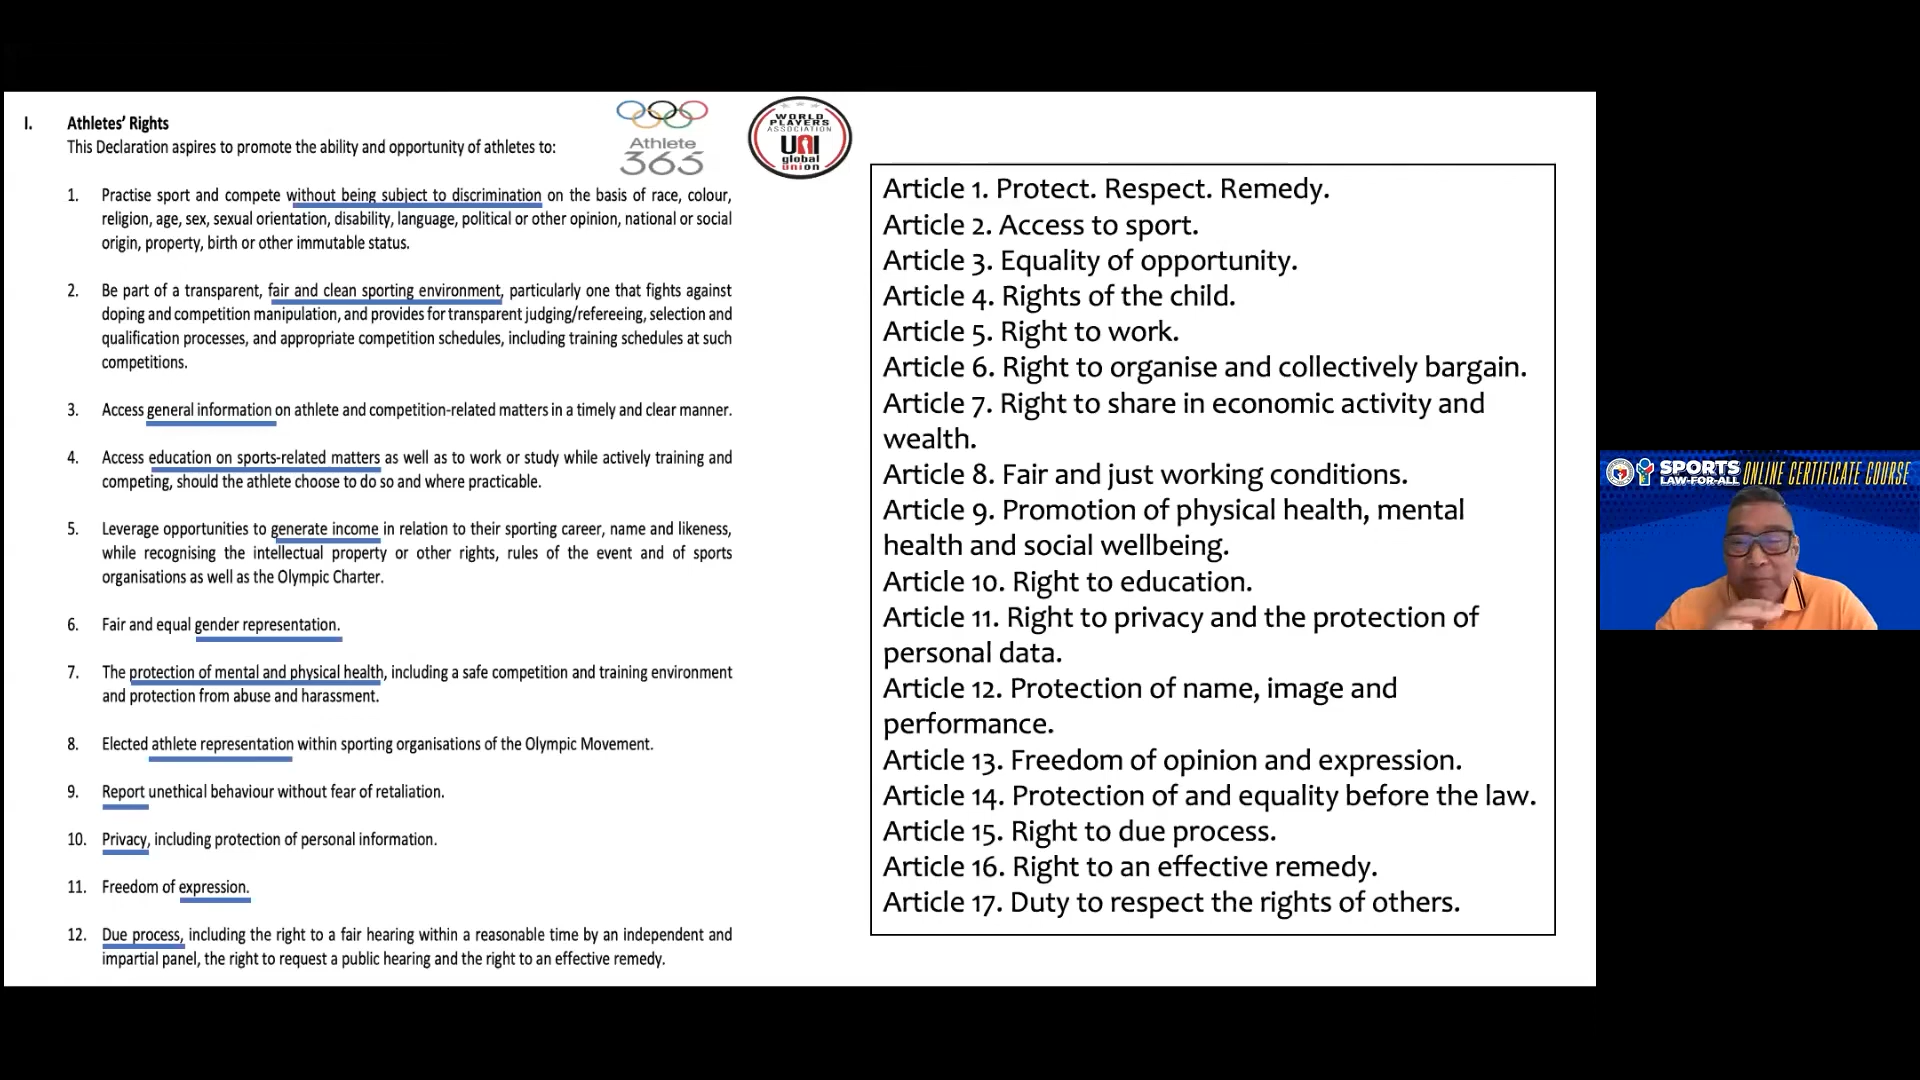 I. Athletes' Rights
This Declaration aspires to promote the ability and opportunity of athletes to:
Athlete
365
WORLD
PLAYERS
ASSOCIATION
UNI
global
union
1. Practise sport and compete without being subject to discrimination on the basis of race, colour,
religion, age, sex, sexual orientation, disability, language, political or other opinion, national or social
origin, property, birth or other immutable status.
2. Be part of a transparent, fair and clean sporting environment, particularly one that fights against
doping and competition manipulation, and provides for transparent judging/refereeing, selection and
qualification processes, and appropriate competition schedules, including training schedules at such
competitions.
3. Access general information on athlete and competition-related matters in a timely and clear manner.
4. Access education on sports-related matters as well as to work or study while actively training and
competing, should the athlete choose to do so and where practicable.
5. Leverage opportunities to generate income in relation to their sporting career, name and likeness,
while recognising the intellectual property or other rights, rules of the event and of sports
organisations as well as the Olympic Charter.
6. Fair and equal gender representation.
7. The protection of mental and physical health, including a safe competition and training environment
and protection from abuse and harassment.
8. Elected athlete representation within sporting organisations of the Olympic Movement.
9. Report unethical behaviour without fear of retaliation.
10. Privacy, including protection of personal information.
11. Freedom of expression.
12. Due process, including the right to a fair hearing within a reasonable time by an independent and
impartial panel, the right to request a public hearing and the right to an effective remedy.
Article 1. Protect. Respect. Remedy.
Article 2. Access to sport.
Article 3. Equality of opportunity.
Article 4. Rights of the child.
Article 5. Right to work.
Article 6. Right to organise and collectively bargain.
Article 7. Right to share in economic activity and
wealth.
Article 8. Fair and just working conditions.
Article 9. Promotion of physical health, mental
health and social wellbeing.
Article 10. Right to education.
Article 11. Right to privacy and the protection of
personal data.
Article 12. Protection of name, image and
performance.
Article 13. Freedom of opinion and expression.
Article 14. Protection of and equality before the law.
Article 15. Right to due process.
Article 16. Right to an effective remedy.
Article 17. Duty to respect the rights of others.
SPORTS
LAW-FOR-ALL
ONLINE CERTIFICATE COURSE